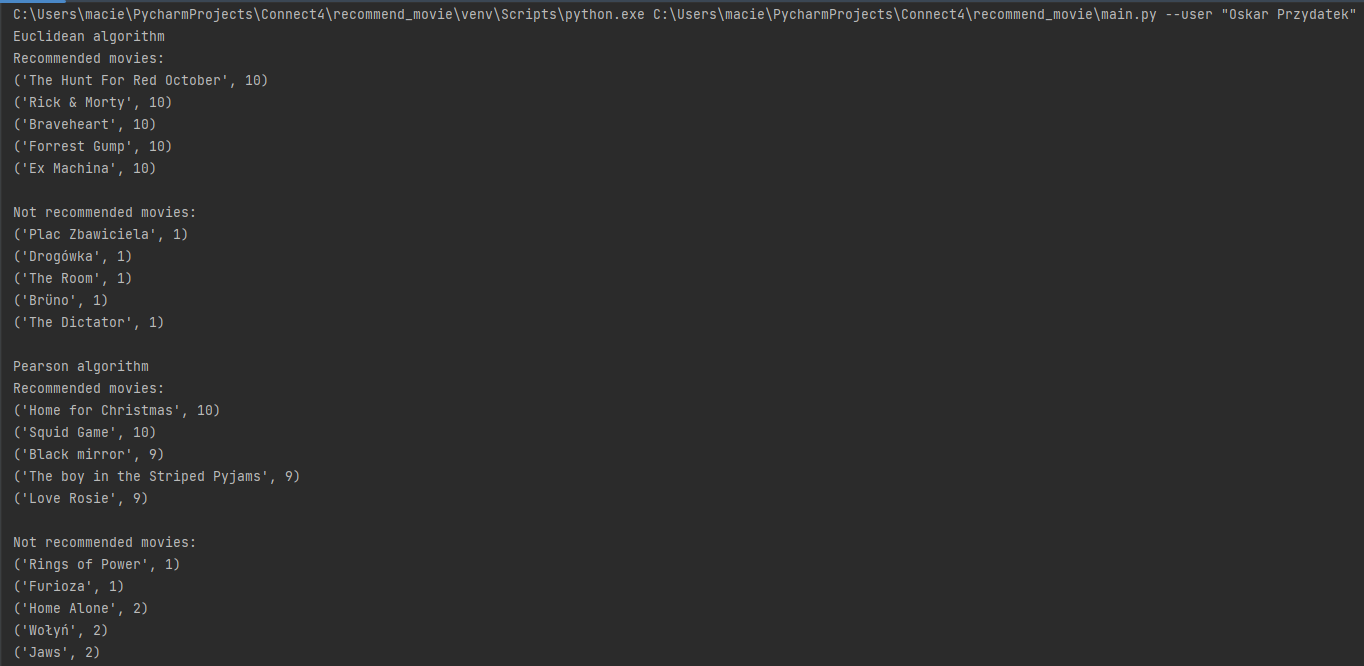 C:\Users\macie\PycharmProjects\Connect4\recommend_movie\venv\Scripts\python.exe C:\Users\macie\PycharmProjects\Connect4\recommend_movie\main.py --user "Oskar Przydatek"
Euclidean algorithm
Recommended movies:
('The Hunt For Red October', 10)
('Rick & Morty', 10)
('Braveheart', 10)
('Forrest Gump', 10)
('Ex Machina', 10)
Not recommended movies:
('Plac Zbawiciela', 1)
('Drogówka', 1)
('The Room', 1)
('Brüno', 1)
('The Dictator', 1)
Pearson algorithm
Recommended movies:
('Home for Christmas', 10)
('Squid Game', 10)
('Black mirror', 9)
('The boy in the Striped Pyjams', 9)
('Love Rosie', 9)
Not recommended movies:
('Rings of Power', 1)
('Furioza', 1)
('Home Alone', 2)
('Wołyń', 2)
('Jaws', 2)